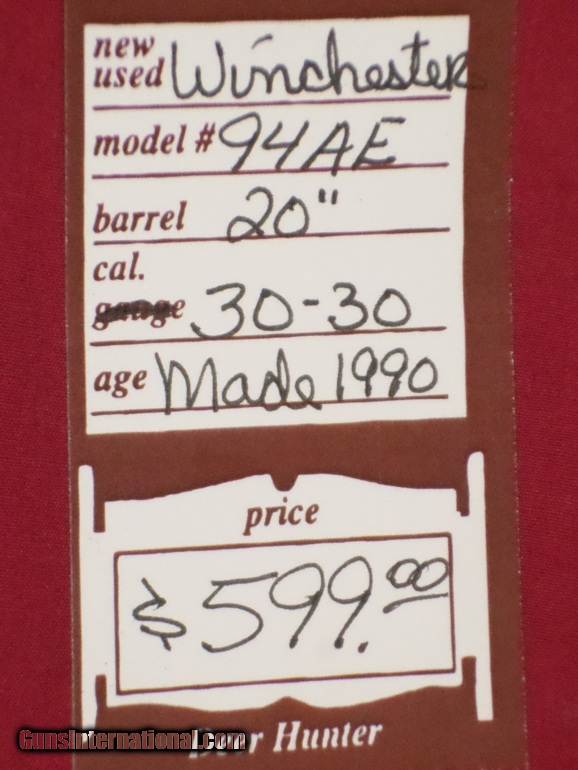 new
used Winchester
model # 94AE
barrel 20"
cal.
gauge 30-30
age Made 1990
price
$599.00
Deer Hunter
GunsInternational.com